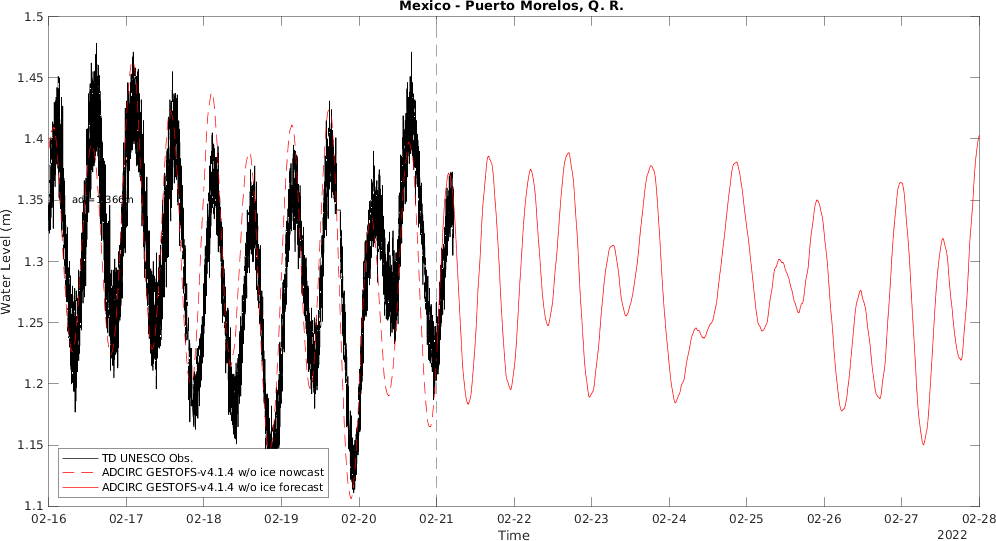 Mexico - Puerto Morelos, Q. R.
1.5
1.45
1.4
1.35
1.3
1.25
1.2
1.15
1.1
Water Level (m)
TD UNESCO Obs.
ADCIRC GESTOFS-v4.1.4 w/o ice nowcast
ADCIRC GESTOFS-v4.1.4 w/o ice forecast
02-16 02-17 02-18 02-19 02-20 02-21 02-22 02-23 02-24 02-25 02-26 02-27 02-28
Time
2022